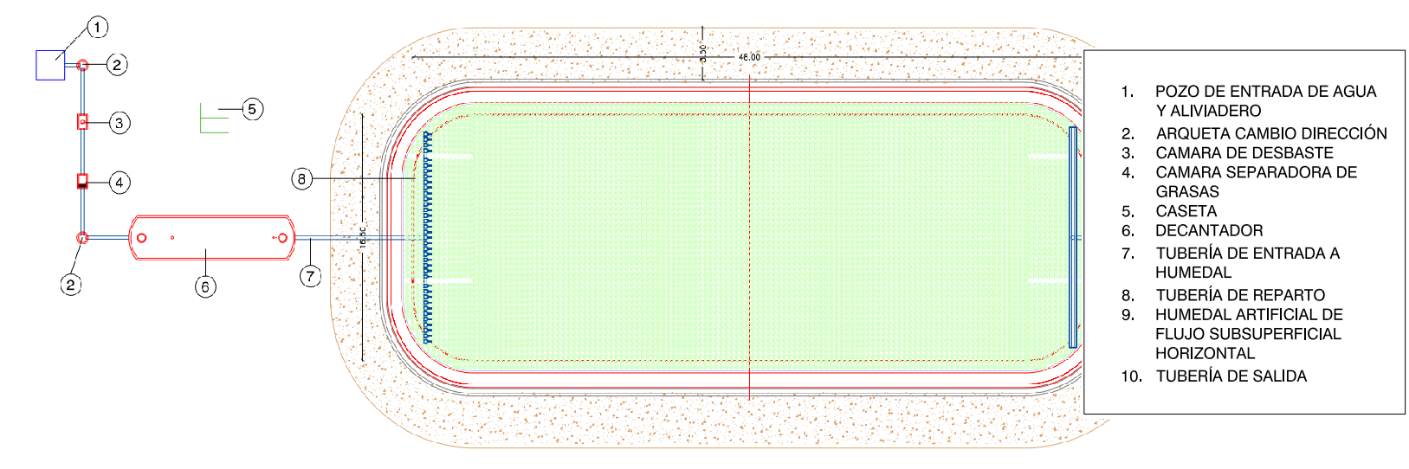 1
2
3
4
2
5
6
7
8
3.50
48.00
16.50
1. POZO DE ENTRADA DE AGUA
Y ALIVIADERO
2. ARQUETA CAMBIO DIRECCIÓN
3. CAMARA DE DESBASTE
4. CAMARA SEPARADORA DE
GRASAS
5. CASETA
6. DECANTADOR
7. TUBERÍA DE ENTRADA A
HUMEDAL
8. TUBERÍA DE REPARTO
9. HUMEDAL ARTIFICIAL DE
FLUJO SUBSUPERFICIAL
HORIZONTAL
10. TUBERÍA DE SALIDA